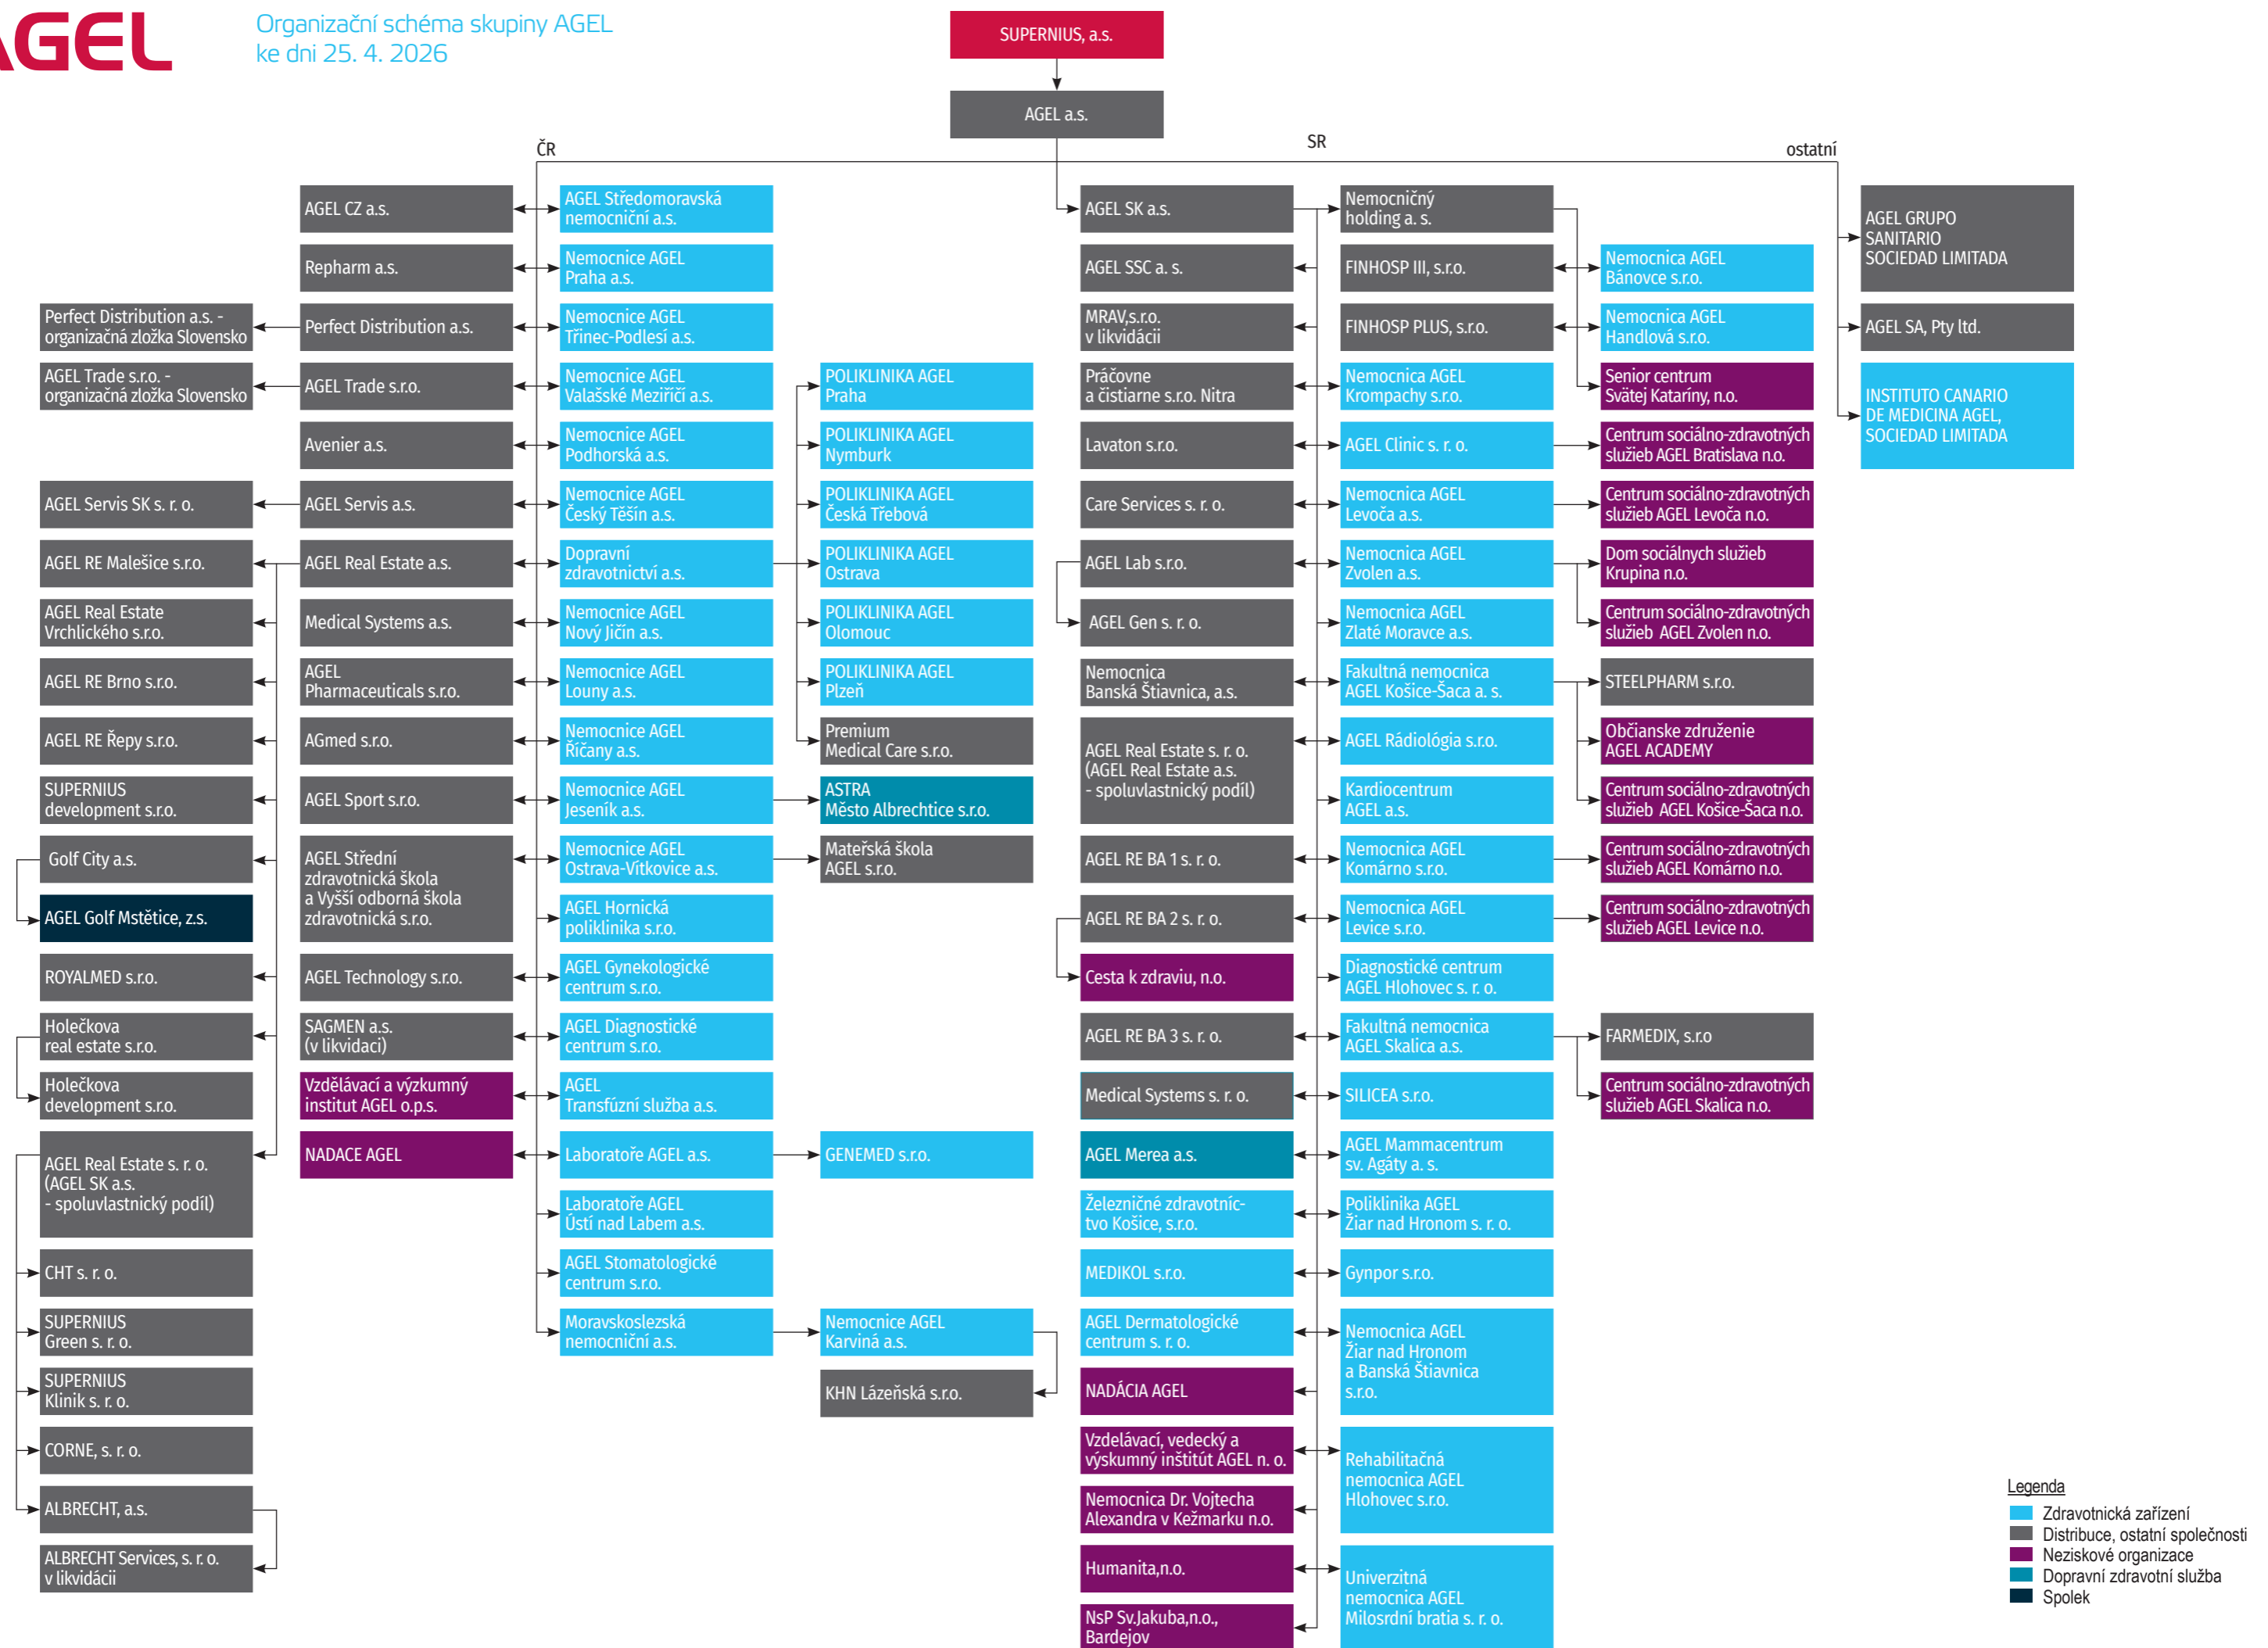 AGEL
Organizační schéma skupiny AGEL
ke dni 25. 4. 2026
SUPERNIUS, a.s.
AGEL a.s.
ČR
SR
ostatní
Perfect Distribution a.s. -
organizačná zložka Slovensko
AGEL Trade s.r.o. -
organizačná zložka Slovensko
AGEL Servis SK s. r. o.
AGEL RE Malešice s.r.o.
AGEL Real Estate
Vrchlického s.r.o.
AGEL RE Brno s.r.o.
AGEL RE Řepy s.r.o.
SUPERNIUS
development s.r.o.
Golf City a.s.
AGEL Golf Mstětice, z.s.
ROYALMED s.r.o.
Holečkova
real estate s.r.o.
Holečkova
development s.r.o.
AGEL Real Estate s. r. o.
(AGEL SK a.s.
- spoluvlastnický podíl)
CHT s. r. o.
SUPERNIUS
Green s. r. o.
SUPERNIUS
Klinik s. r. o.
CORNE, s. r. o.
ALBRECHT, a.s.
ALBRECHT Services, s. r. o.
v likvidácii
AGEL CZ a.s.
Repharm a.s.
Perfect Distribution a.s.
AGEL Trade s.r.o.
Avenier a.s.
AGEL Servis a.s.
AGEL Real Estate a.s.
Medical Systems a.s.
AGEL
Pharmaceuticals s.r.o.
AGmed s.r.o.
AGEL Sport s.r.o.
AGEL Střední
zdravotnická škola
a Vyšší odborná škola
zdravotnická s.r.o.
AGEL Technology s.r.o.
SAGMEN a.s.
(v likvidaci)
Vzdělávací a výzkumný
institut AGEL o.p.s.
NADACE AGEL
AGEL Středomoravská
nemocniční a.s.
Nemocnice AGEL
Praha a.s.
Nemocnice AGEL
Třinec-Podlesí a.s.
Nemocnice AGEL
Valašské Meziříčí a.s.
Nemocnice AGEL
Podhorská a.s.
Nemocnice AGEL
Český Těšín a.s.
Dopravní
zdravotnictví a.s.
Nemocnice AGEL
Nový Jičín a.s.
Nemocnice AGEL
Louny a.s.
Nemocnice AGEL
Říčany a.s.
Nemocnice AGEL
Jeseník a.s.
Nemocnice AGEL
Ostrava-Vítkovice a.s.
AGEL Hornická
poliklinika s.r.o.
AGEL Gynekologické
centrum s.r.o.
AGEL Diagnostické
centrum s.r.o.
AGEL
Transfúzní služba a.s.
Laboratoře AGEL a.s.
Laboratoře AGEL
Ústí nad Labem a.s.
AGEL Stomatologické
centrum s.r.o.
Moravskoslezská
nemocniční a.s.
POLIKLINIKA AGEL
Praha
POLIKLINIKA AGEL
Nymburk
POLIKLINIKA AGEL
Česká Třebová
POLIKLINIKA AGEL
Ostrava
POLIKLINIKA AGEL
Olomouc
POLIKLINIKA AGEL
Plzeň
Premium
Medical Care s.r.o.
ASTRA
Město Albrechtice s.r.o.
Mateřská škola
AGEL s.r.o.
GENEMED s.r.o.
Nemocnice AGEL
Karviná a.s.
KHN Lázeňská s.r.o.
AGEL SK a.s.
AGEL SSC a. s.
MRAV,s.r.o.
v likvidácii
Práčovne
a čistiarne s.r.o. Nitra
Lavaton s.r.o.
Care Services s. r. o.
AGEL Lab s.r.o.
AGEL Gen s. r. o.
Nemocnica
Banská Štiavnica, a.s.
AGEL Real Estate s. r. o.
(AGEL Real Estate a.s.
- spoluvlastnický podíl)
AGEL RE BA 1 s. r. o.
AGEL RE BA 2 s. r. o.
Cesta k zdraviu, n.o.
AGEL RE BA 3 s. r. o.
Medical Systems s. r. o.
AGEL Merea a.s.
Železničné zdravotníc-
tvo Košice, s.r.o.
MEDIKOL s.r.o.
AGEL Dermatologické
centrum s. r. o.
NADÁCIA AGEL
Vzdelávací, vedecký a
výskumný inštitút AGEL n. o.
Nemocnica Dr. Vojtecha
Alexandra v Kežmarku n.o.
Humanita,n.o.
NsP Sv.Jakuba,n.o.,
Bardejov
Nemocničný
holding a. s.
FINHOSP III, s.r.o.
FINHOSP PLUS, s.r.o.
Nemocnica AGEL
Krompachy s.r.o.
AGEL Clinic s. r. o.
Nemocnica AGEL
Levoča a.s.
Nemocnica AGEL
Zvolen a.s.
Nemocnica AGEL
Zlaté Moravce a.s.
Fakultná nemocnica
AGEL Košice-Šaca a. s.
AGEL Rádiológia s.r.o.
Kardiocentrum
AGEL a.s.
Nemocnica AGEL
Komárno s.r.o.
Nemocnica AGEL
Levice s.r.o.
Diagnostické centrum
AGEL Hlohovec s. r. o.
Fakultná nemocnica
AGEL Skalica a.s.
SILICEA s.r.o.
AGEL Mammacentrum
sv. Agáty a. s.
Poliklinika AGEL
Žiar nad Hronom s. r. o.
Gynpor s.r.o.
Nemocnica AGEL
Žiar nad Hronom
a Banská Štiavnica
s.r.o.
Rehabilitačná
nemocnica AGEL
Hlohovec s.r.o.
Univerzitná
nemocnica AGEL
Milosrdní bratia s. r. o.
Nemocnica AGEL
Bánovce s.r.o.
Nemocnica AGEL
Handlová s.r.o.
Senior centrum
Svätej Kataríny, n.o.
Centrum sociálno-zdravotných
služieb AGEL Bratislava n.o.
Centrum sociálno-zdravotných
služieb AGEL Levoča n.o.
Dom sociálnych služieb
Krupina n.o.
Centrum sociálno-zdravotných
služieb AGEL Zvolen n.o.
STEELPHARM s.r.o.
Občianske združenie
AGEL ACADEMY
Centrum sociálno-zdravotných
služieb AGEL Košice-Šaca n.o.
Centrum sociálno-zdravotných
služieb AGEL Komárno n.o.
Centrum sociálno-zdravotných
služieb AGEL Levice n.o.
FARMEDIX, s.r.o
Centrum sociálno-zdravotných
služieb AGEL Skalica n.o.
AGEL GRUPO
SANITARIO
SOCIEDAD LIMITADA
AGEL SA, Pty ltd.
INSTITUTO CANARIO
DE MEDICINA AGEL,
SOCIEDAD LIMITADA
Legenda
Zdravotnická zařízení
Distribuce, ostatní společnosti
Neziskové organizace
Dopravní zdravotní služba
Spolek